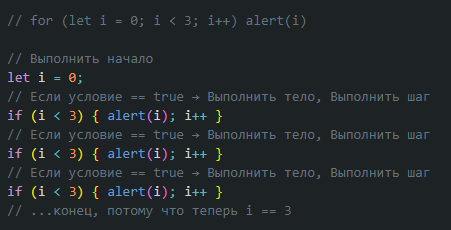 // for (let i = 0; i < 3; i++) alert(i)
// Выполнить начало
let i = 0;
// Если условие == true → Выполнить тело, Выполнить шаг
if (i < 3) { alert(i); i++ }
// Если условие == true → Выполнить тело, Выполнить шаг
if (i < 3) { alert(i); i++ }
// Если условие == true → Выполнить тело, Выполнить шаг
if (i < 3) { alert(i); i++ }
// ...конец, потому что теперь i == 3